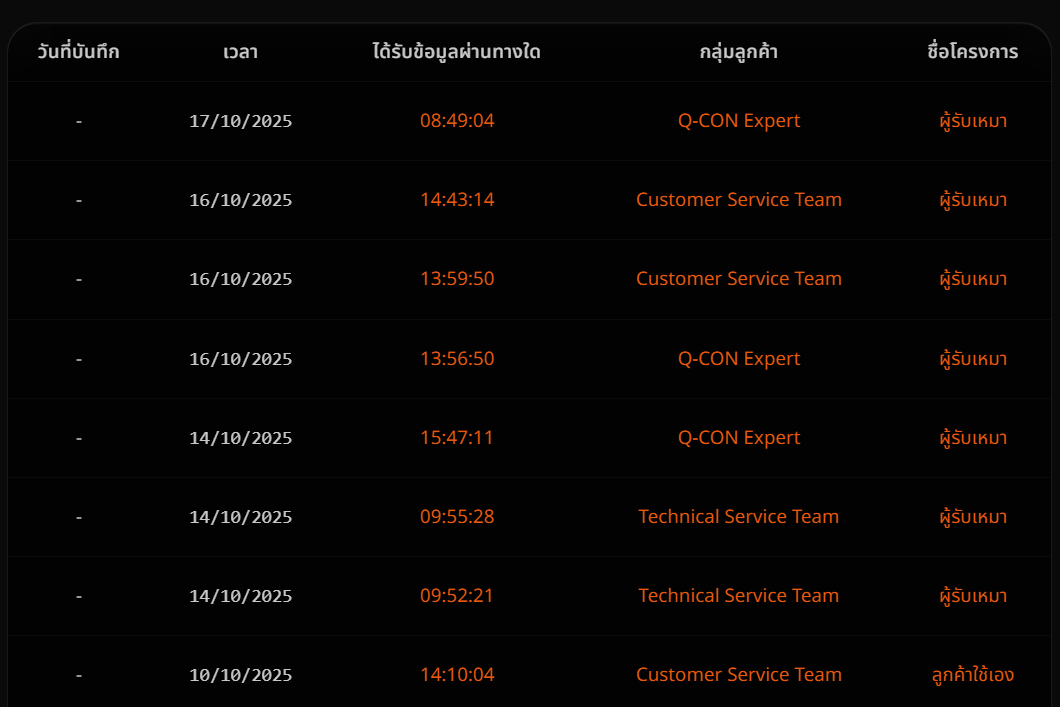 วันที่บันทึก เวลา ได้รับข้อมูลผ่านทางใด กลุ่มลูกค้า ชื่อโครงการ
- 17/10/2025 08:49:04 Q-CON Expert ผู้รับเหมา
- 16/10/2025 14:43:14 Customer Service Team ผู้รับเหมา
- 16/10/2025 13:59:50 Customer Service Team ผู้รับเหมา
- 16/10/2025 13:56:50 Q-CON Expert ผู้รับเหมา
- 14/10/2025 15:47:11 Q-CON Expert ผู้รับเหมา
- 14/10/2025 09:55:28 Technical Service Team ผู้รับเหมา
- 14/10/2025 09:52:21 Technical Service Team ผู้รับเหมา
- 10/10/2025 14:10:04 Customer Service Team ลูกค้าใช้เอง